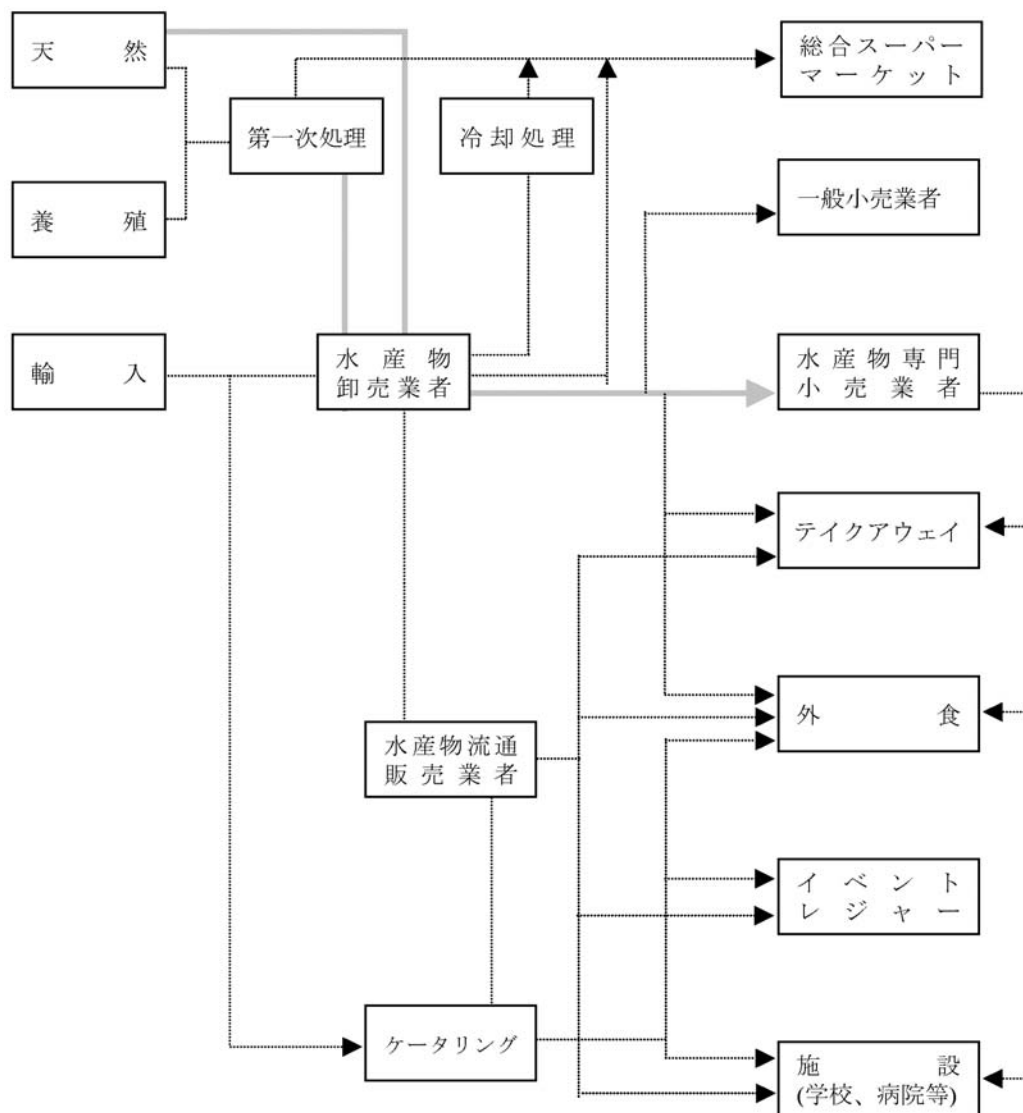 天然
総合スーパー
マーケット
第一次処理
冷却処理
一般小売業者
養殖
輸入
水産物
卸売業者
水産物専門
小売業者
テイクアウェイ
外食
水産物流通
販売業者
イベント
レジャー
ケータリング
施設
(学校、病院等)